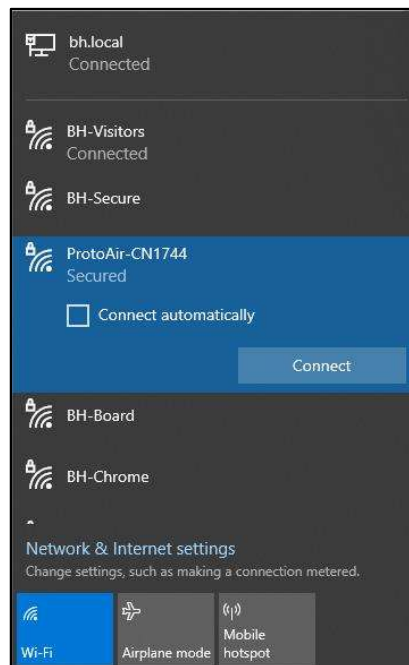 bh.local
Connected
BH-Visitors
Connected
BH-Secure
ProtoAir-CN1744
Secured
Connect automatically
Connect
BH-Board
BH-Chrome
Network & Internet settings
Change settings, such as making a connection metered.
Wi-Fi
Airplane mode
Mobile
hotspot